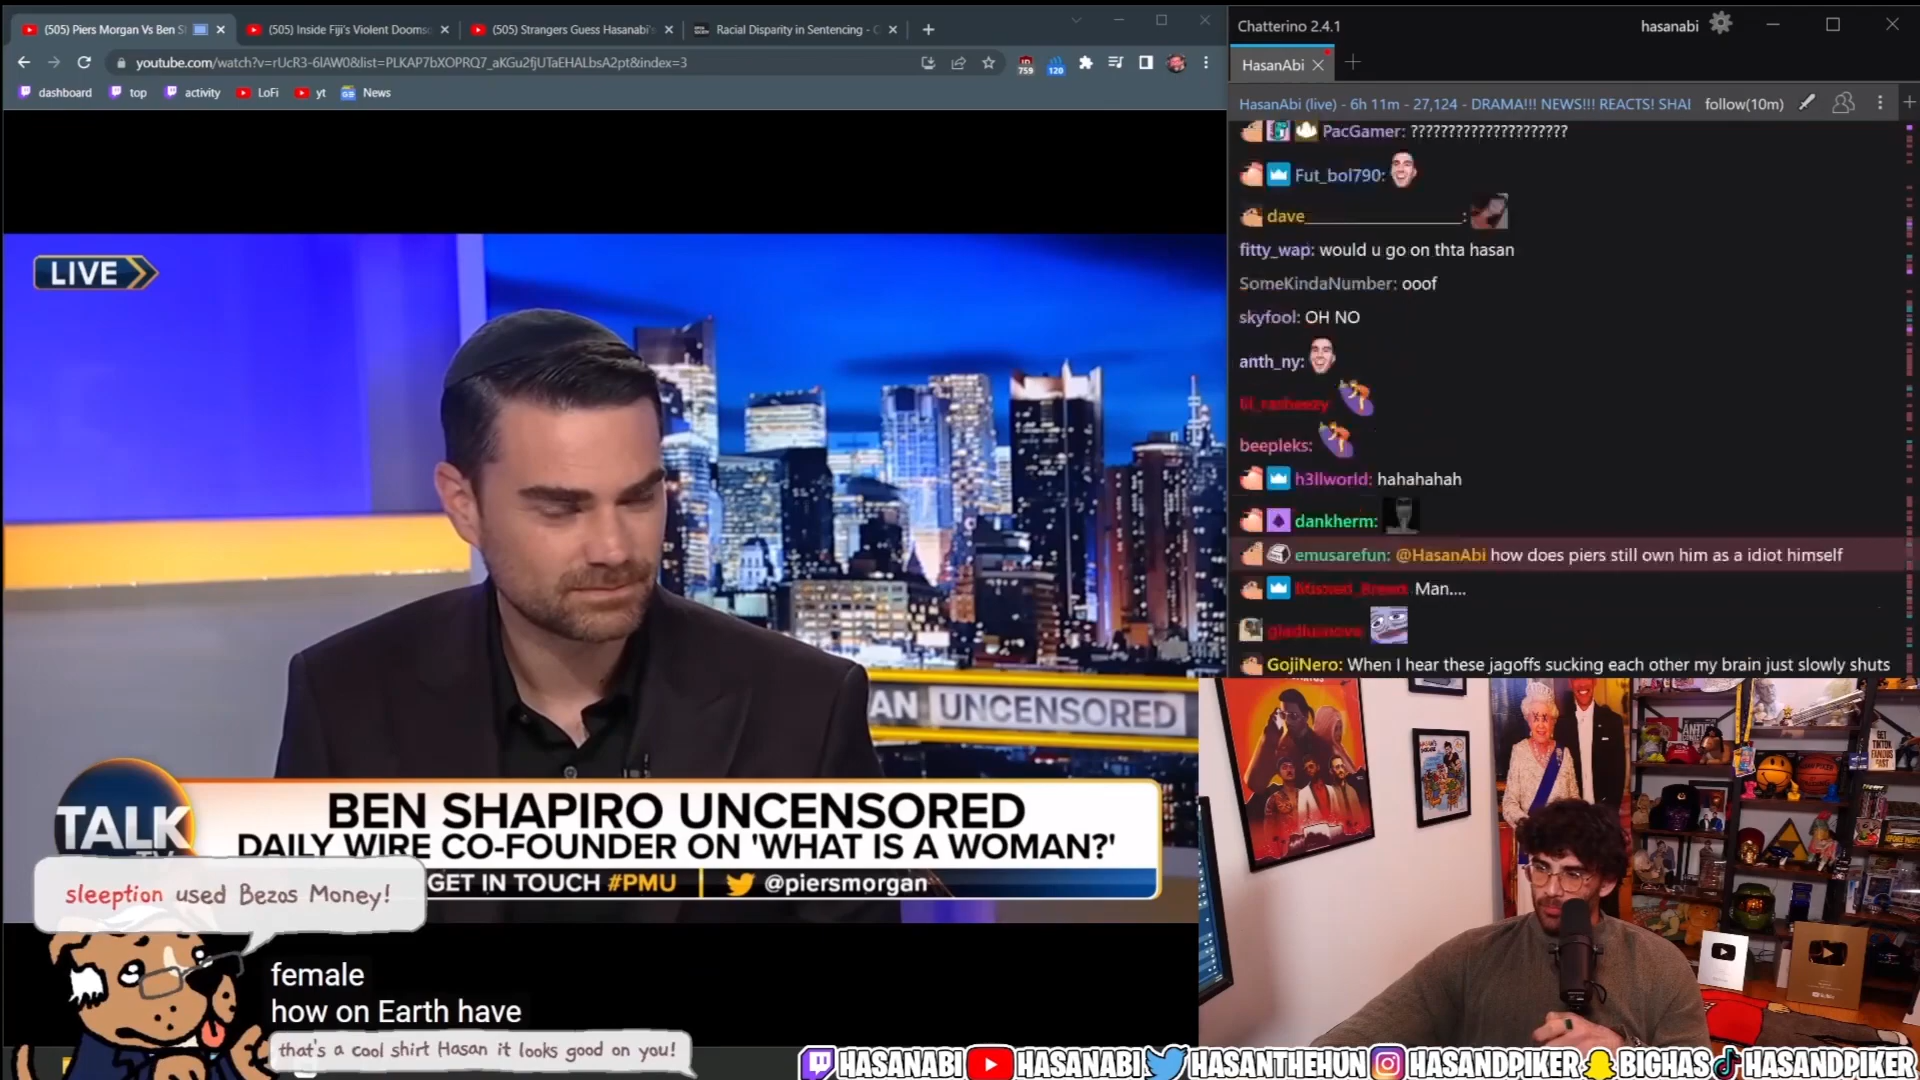 (505) Piers Morgan Vs Ben S
(505) Inside Fiji's Violent Doomsd
(505) Strangers Guess Hasanabi's
Racial Disparity in Sentencing - C
youtube.com/watch?v=rUcR3-6lAW0&list=PLKAP7bXOPRQ7_aKGu2fjUTaEHALbsA2pt&index=3
759
120
dashboard
top
activity
LoFi
yt
News
LIVE
AN UNCENSORED
TALK
BEN SHAPIRO UNCENSORED
DAILY WIRE CO-FOUNDER ON 'WHAT IS A WOMAN?'
GET IN TOUCH #PMU
@piersmorgan
sleeption used Bezos Money!
female
how on Earth have
that's a cool shirt Hasan it looks good on you!
Chatterino 2.4.1
hasanabi
HasanAbi
HasanAbi (live) - 6h 11m - 27,124 - DRAMA!!! NEWS!!! REACTS! SHAI
follow(10m)
PacGamer: ?????????????????????
Fut_bol790:
dave____________________:
fitty_wap: would u go on thta hasan
SomeKindaNumber: ooof
skyfool: OH NO
anth_ny:
beepleks:
h3llworld: hahahahah
dankherm:
emusarefun: @HasanAbi how does piers still own him as a idiot himself
Man....
GojiNero: When I hear these jagoffs sucking each other my brain just slowly shuts
HASANABI
HASANABI
HASANTHEHUN
HASANDPIKER
BIGHAS
HASANDPIKER